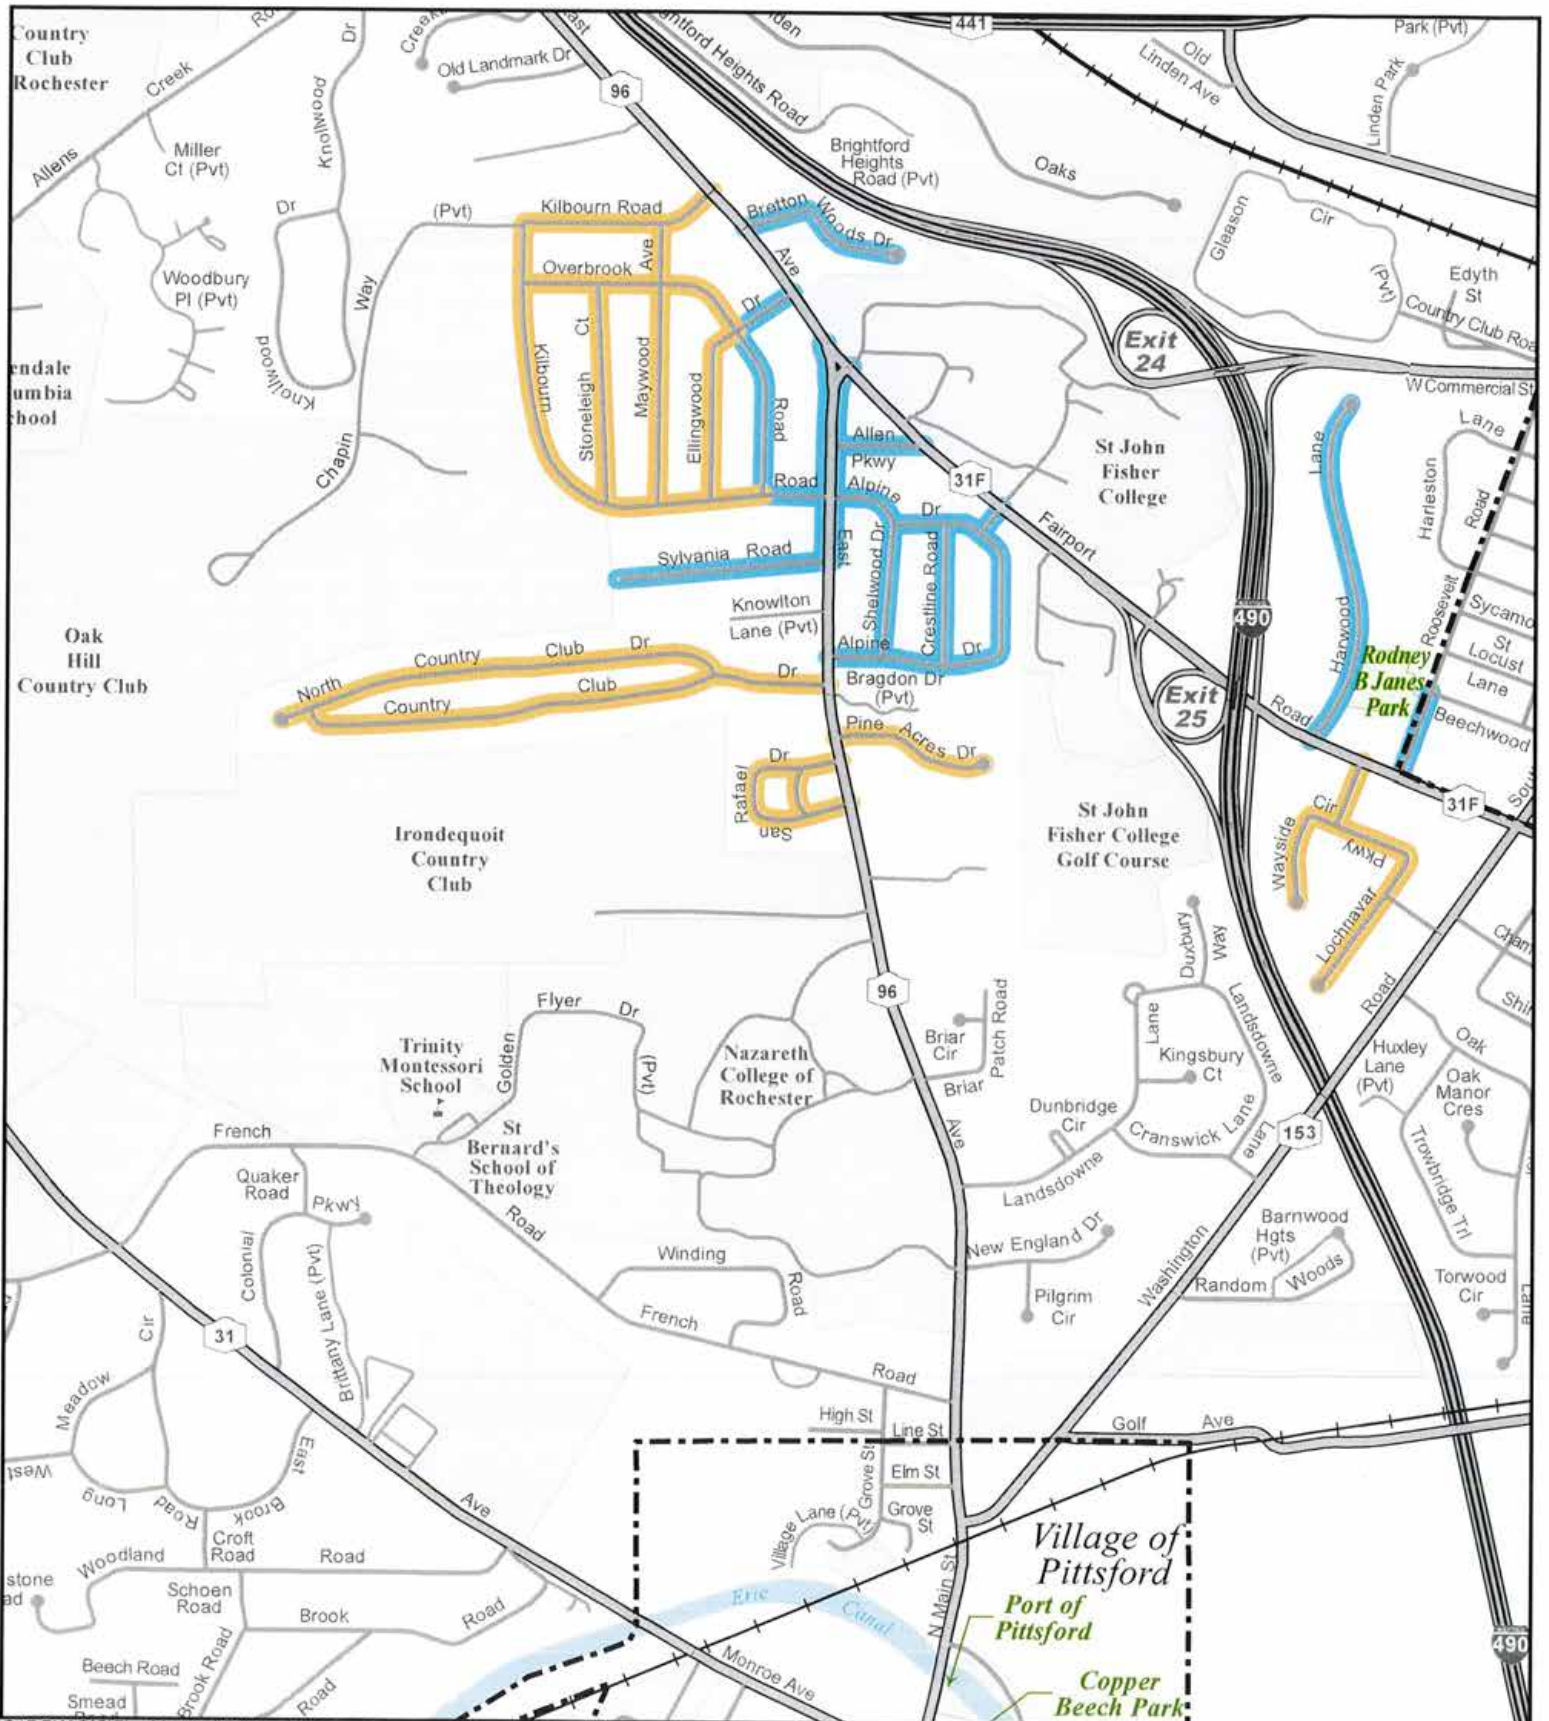 Country
Club
Rochester
Allens
Creek
Miller
Ct (Pvt)
Knollwood
Dr
Old Landmark Dr
East
96
441
Brightford
Heights
Road (Pvt)
Oaks
Old
Linden Ave
Linden Park
Park (Pvt)
Dr
(Pvt)
Kilbourn Road
Bretton
Woods Dr
Gleason
Cir
(Pvt)
Edyth
St
Woodbury
Pl (Pvt)
Way
Overbrook
Ave
Ave
Dr
Exit
24
W Commercial St
Knollwood
Kilbourn
Stoneleigh
Ct
Maywood
Ellingwood
Road
Chapin
Allen
Pkwy
31F
St John
Fisher
College
Lane
Lane
Harleston
Road
Road
Alpine
Dr
Fairport
Sylvania Road
East
Shelwood Dr
Crestline Road
Knowlton
Lane (Pvt)
490
Harwood
Roosevelt
St
Locust
Lane
Oak
Hill
Country Club
Alpine
Dr
Rodney
B Janes
Park
North
Country
Club
Dr
Country
Club
Dr
Bragdon Dr
(Pvt)
Exit
25
Road
Beechwood
Pine
Acres
Dr
Dr
Rafael
San
31F
Irondequoit
Country
Club
St John
Fisher College
Golf Course
Wayside
Cir
Pkwy
Lochnavar
Duxbury
Way
96
Road
Landsdowne
Flyer
Dr
Golden
(Pvt)
Trinity
Montessori
School
Nazareth
College of
Rochester
Briar
Cir
Patch Road
Briar
Lane
Kingsbury
Ct
Huxley
Lane
(Pvt)
Oak
Oak
Manor
Cres
St
Bernard's
School of
Theology
French
Ave
Dunbridge
Cir
Cranswick Lane
Lane
153
Trowbridge Trl
Quaker
Road
Pkwy
Landsdowne
Road
Colonial
Brittany Lane (Pvt)
Winding
Road
New England Dr
Washington
Barnwood
Hgts
(Pvt)
Random
Woods
Torwood
Cir
Lane
Pilgrim
Cir
French
Cir
31
Meadow
Road
High St
Line St
Golf
Ave
West
Long
Road
Brook
East
Ave
Grove St
Elm St
Grove
St
Village Lane (Pvt)
Village of
Pittsford
Croft
Road
Woodland
Road
Schoen
Road
Brook
Road
Erie
Canal
N Main St
Port of
Pittsford
490
Beech Road
Brook Road
Road
Monroe Ave
Copper
Beech Park
Smead